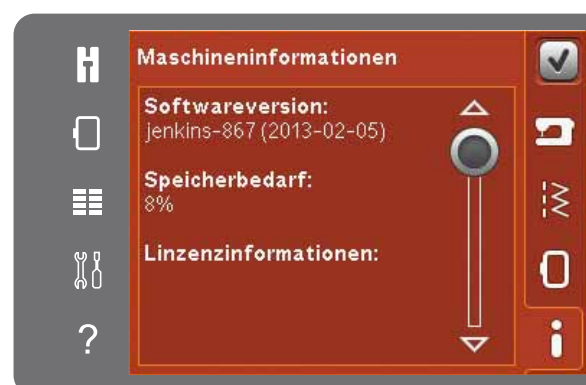 Maschineninformationen
Softwareversion:
jenkins-867 (2013-02-05)
Speicherbedarf:
8%
Linzenzinformationen:
?
i